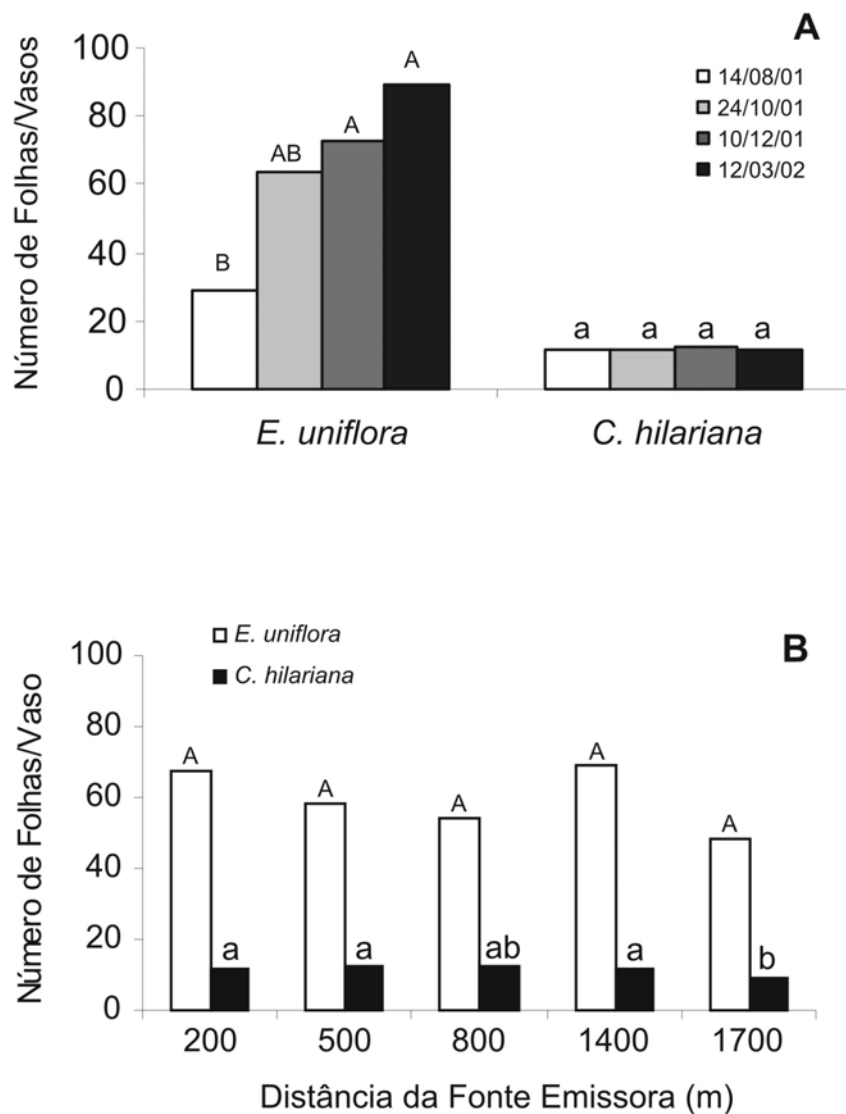 A
100
80
60
40
20
0
Número de Folhas/Vasos
14/08/01
24/10/01
10/12/01
12/03/02
B
AB
A
A
a
a
a
a
E. uniflora
C. hilariana
B
E. uniflora
C. hilariana
100
80
60
40
20
0
Número de Folhas/Vaso
A
a
A
a
A
ab
A
a
A
b
200
500
800
1400
1700
Distância da Fonte Emissora (m)